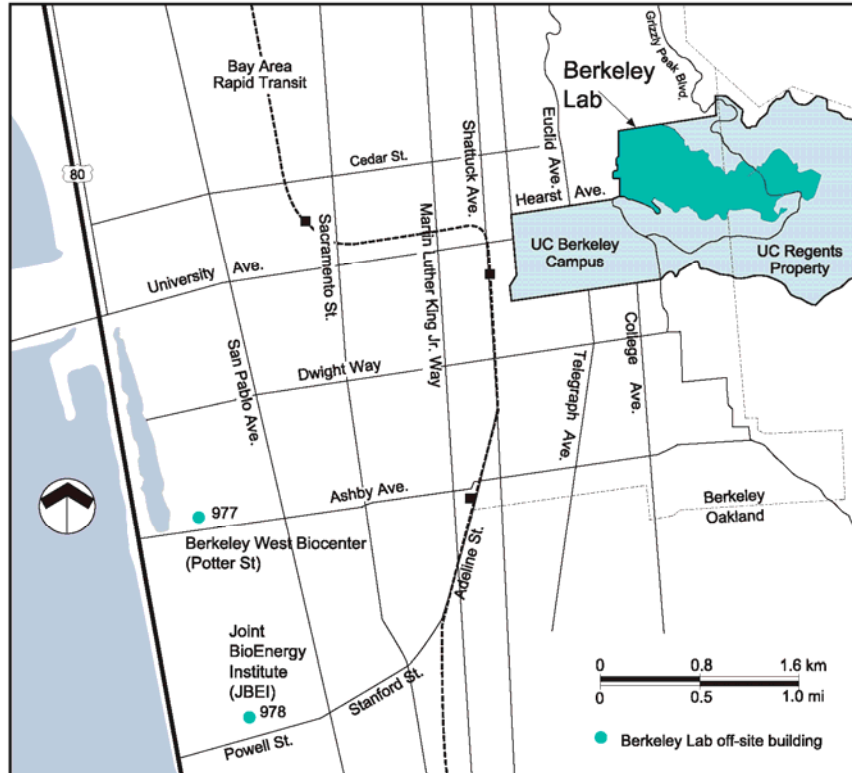 Grizzly Peak Blvd.
Bay Area
Rapid Transit
Berkeley
Lab
80
Cedar St.
Shattuck Ave.
Euclid Ave.
Hearst Ave.
Sacramento St.
Martin Luther King Jr. Way
University Ave.
UC Berkeley
Campus
UC Regents
Property
San Pablo Ave.
Dwight Way
Telegraph Ave.
College Ave.
Ashby Ave.
Berkeley
Oakland
977
Berkeley West Biocenter
(Potter St)
Adeline St.
Joint
BioEnergy
Institute
(JBEI)
978
Stanford St.
Powell St.
0 0.8 1.6 km
0 0.5 1.0 mi
Berkeley Lab off-site building